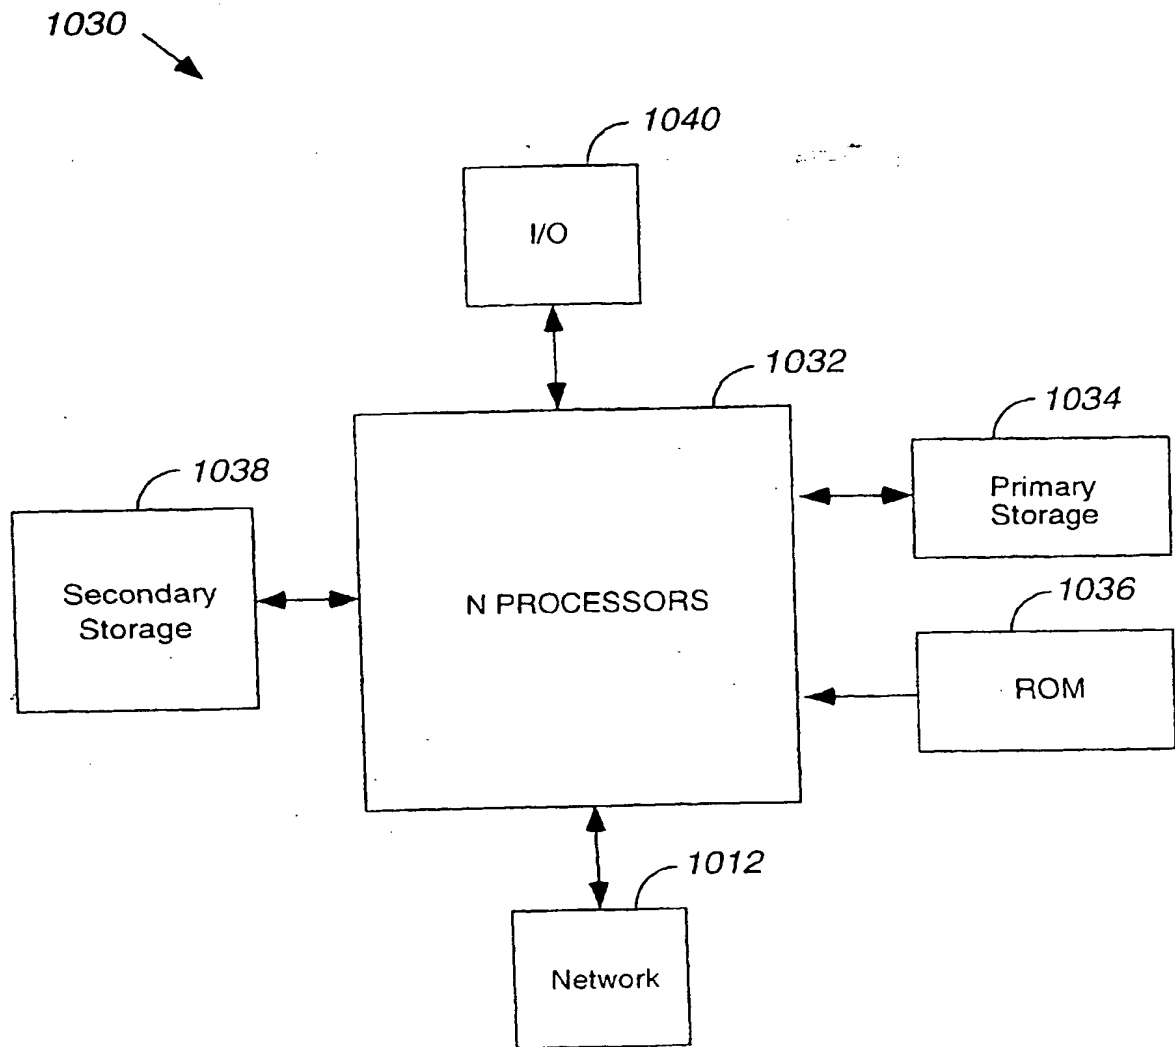 1030
1040
I/O
1032
1034
Primary
Storage
1038
Secondary
Storage
N PROCESSORS
1036
ROM
1012
Network